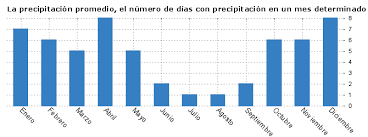 La precipitación promedio, el número de días con precipitación en un mes determinado
8
7
6
5
4
3
2
1
0
Enero
Febrero
Marzo
Abril
Mayo
Junio
Julio
Agosto
Septiembre
Octubre
Noviembre
Diciembre